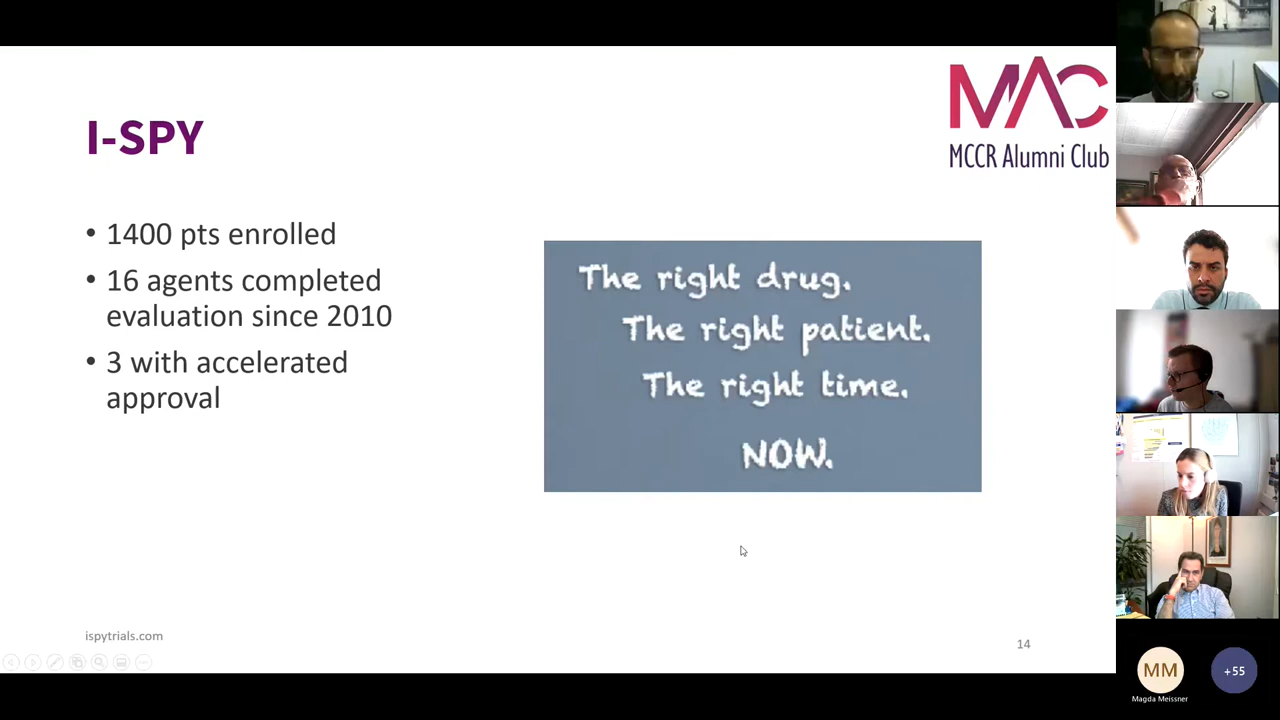 MAC
MCCR Alumni Club
I-SPY
• 1400 pts enrolled
• 16 agents completed
evaluation since 2010
• 3 with accelerated
approval
The right drug.
The right patient.
The right time.
NOW.
ispytrials.com
14
MM
Magda Meissner
+55